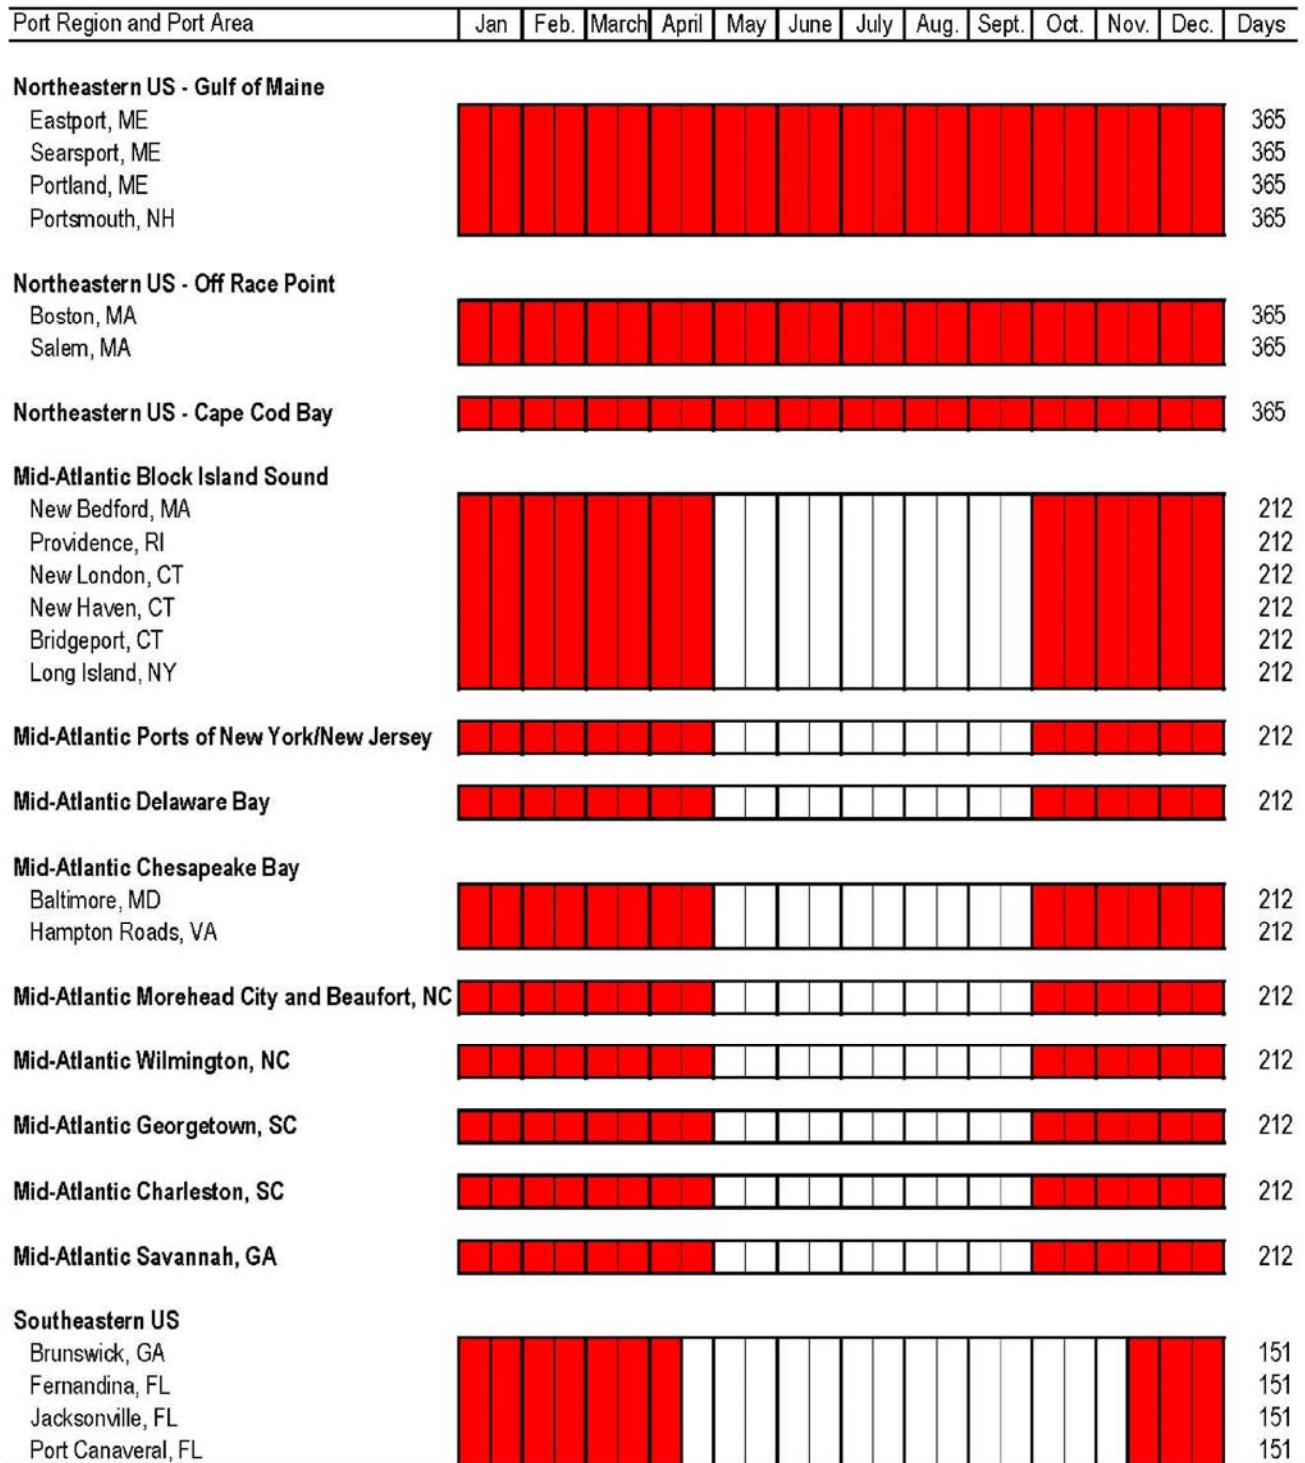 Port Region and Port Area Jan Feb. March April May June July Aug. Sept. Oct. Nov. Dec. Days
Northeastern US - Gulf of Maine
Eastport, ME 365
Searsport, ME 365
Portland, ME 365
Portsmouth, NH 365
Northeastern US - Off Race Point
Boston, MA 365
Salem, MA 365
Northeastern US - Cape Cod Bay 365
Mid-Atlantic Block Island Sound
New Bedford, MA 212
Providence, RI 212
New London, CT 212
New Haven, CT 212
Bridgeport, CT 212
Long Island, NY 212
Mid-Atlantic Ports of New York/New Jersey 212
Mid-Atlantic Delaware Bay 212
Mid-Atlantic Chesapeake Bay
Baltimore, MD 212
Hampton Roads, VA 212
Mid-Atlantic Morehead City and Beaufort, NC 212
Mid-Atlantic Wilmington, NC 212
Mid-Atlantic Georgetown, SC 212
Mid-Atlantic Charleston, SC 212
Mid-Atlantic Savannah, GA 212
Southeastern US
Brunswick, GA 151
Fernandina, FL 151
Jacksonville, FL 151
Port Canaveral, FL 151